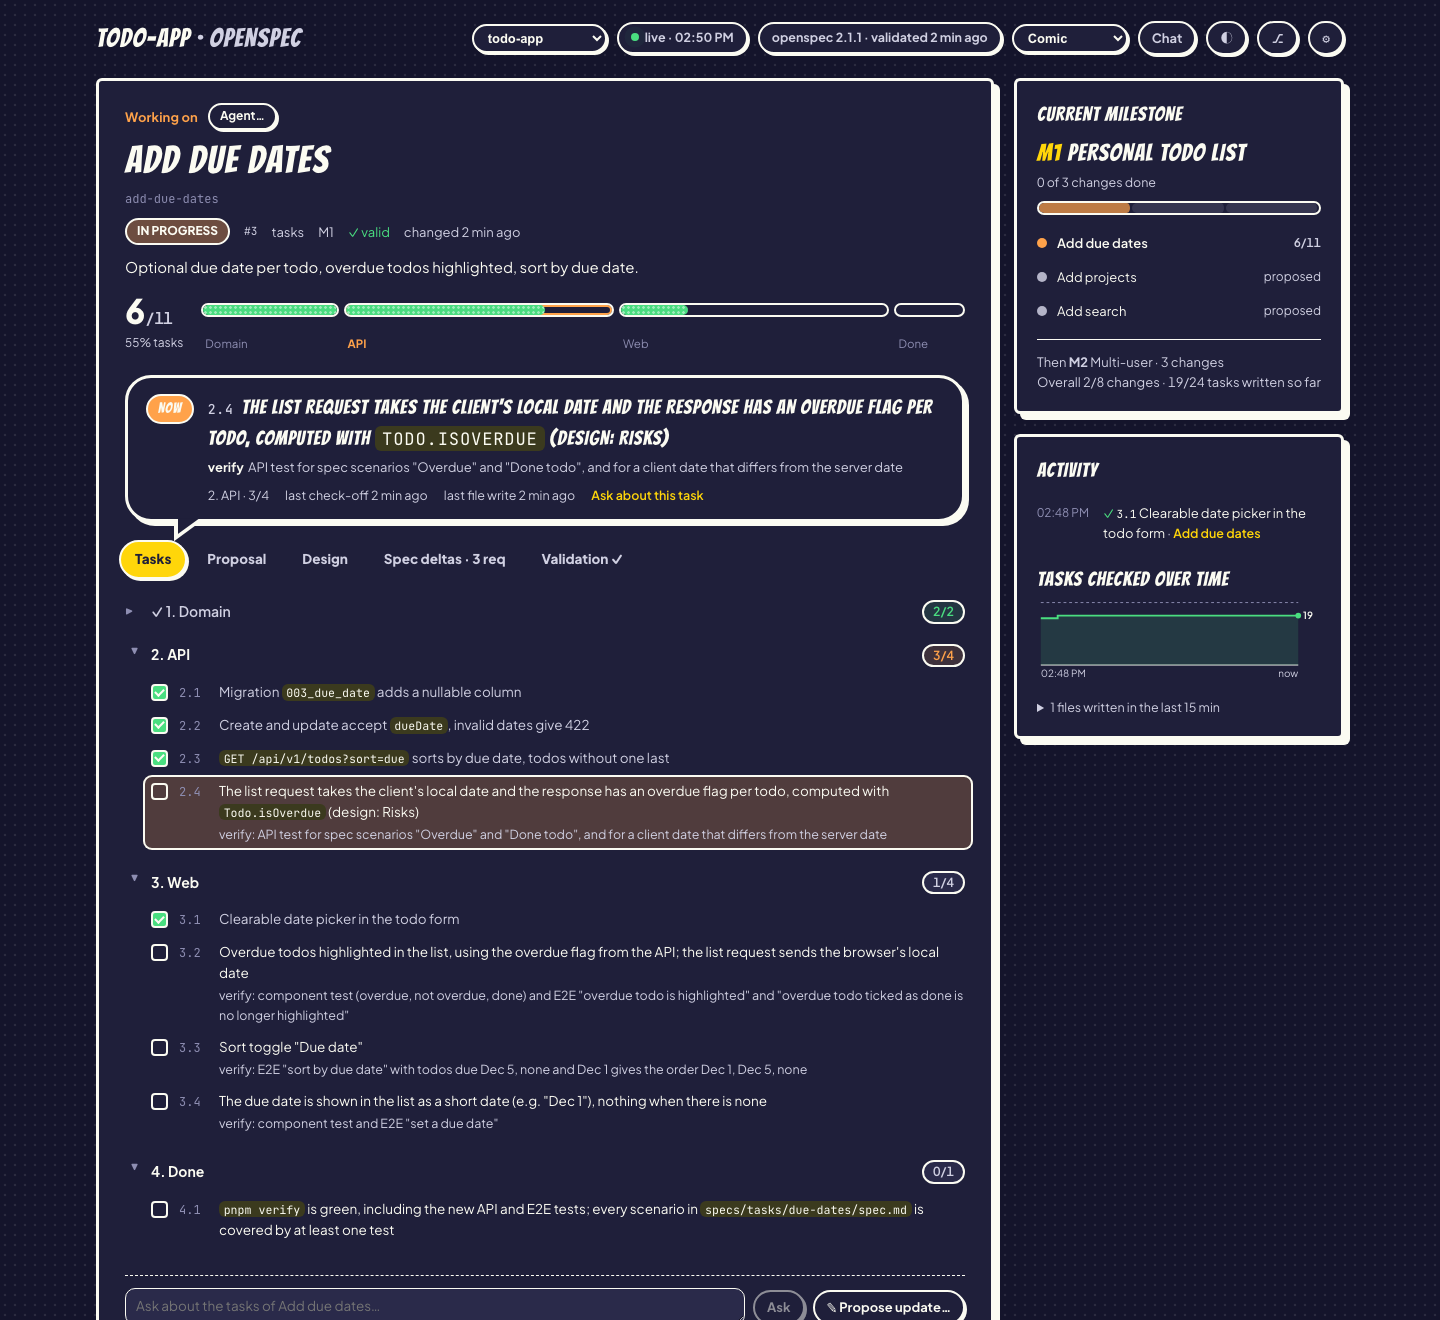 TODO-APP · OPENSPEC
todo-app
live · 02:50 PM
openspec 2.1.1 · validated 2 min ago
Comic
Chat
Working on
Agent…
ADD DUE DATES
add-due-dates
IN PROGRESS
#3
tasks
M1
✓ valid
changed 2 min ago
Optional due date per todo, overdue todos highlighted, sort by due date.
6/11
55% tasks
Domain
API
Web
Done
NOW
2.4 THE LIST REQUEST TAKES THE CLIENT'S LOCAL DATE AND THE RESPONSE HAS AN OVERDUE FLAG PER
TODO, COMPUTED WITH TODO.ISOVERDUE (DESIGN: RISKS)
verify API test for spec scenarios "Overdue" and "Done todo", and for a client date that differs from the server date
2. API · 3/4
last check-off 2 min ago
last file write 2 min ago
Ask about this task
Tasks
Proposal
Design
Spec deltas · 3 req
Validation ✓
✓ 1. Domain
2/2
2. API
3/4
2.1 Migration 003_due_date adds a nullable column
2.2 Create and update accept dueDate, invalid dates give 422
2.3 GET /api/v1/todos?sort=due sorts by due date, todos without one last
2.4 The list request takes the client's local date and the response has an overdue flag per todo, computed with
Todo.isOverdue (design: Risks)
verify: API test for spec scenarios "Overdue" and "Done todo", and for a client date that differs from the server date
3. Web
1/4
3.1 Clearable date picker in the todo form
3.2 Overdue todos highlighted in the list, using the overdue flag from the API; the list request sends the browser's local
date
verify: component test (overdue, not overdue, done) and E2E "overdue todo is highlighted" and "overdue todo ticked as done is
no longer highlighted"
3.3 Sort toggle "Due date"
verify: E2E "sort by due date" with todos due Dec 5, none and Dec 1 gives the order Dec 1, Dec 5, none
3.4 The due date is shown in the list as a short date (e.g. "Dec 1"), nothing when there is none
verify: component test and E2E "set a due date"
4. Done
0/1
4.1 pnpm verify is green, including the new API and E2E tests; every scenario in specs/tasks/due-dates/spec.md is
covered by at least one test
Ask about the tasks of Add due dates…
Ask
✎ Propose update…
CURRENT MILESTONE
M1 PERSONAL TODO LIST
0 of 3 changes done
Add due dates
6/11
Add projects
proposed
Add search
proposed
Then M2 Multi-user · 3 changes
Overall 2/8 changes · 19/24 tasks written so far
ACTIVITY
02:48 PM
✓ 3.1 Clearable date picker in the
todo form · Add due dates
TASKS CHECKED OVER TIME
19
02:48 PM
now
1 files written in the last 15 min